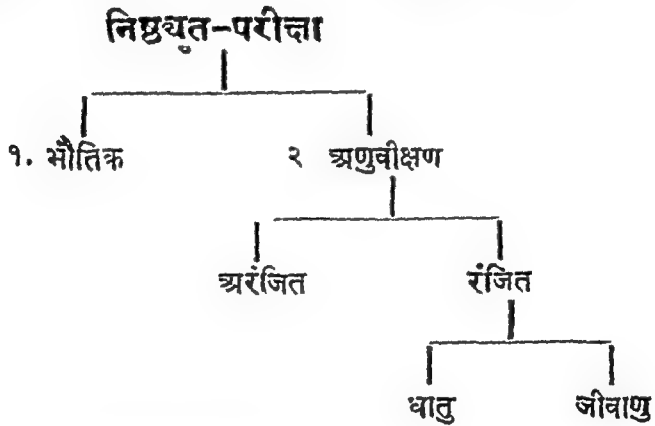 निष्ठ्यूत-परीक्षा
१. भौतिक २ अणुवीक्षण
अरंजित रंजित
धातु जीवाणु